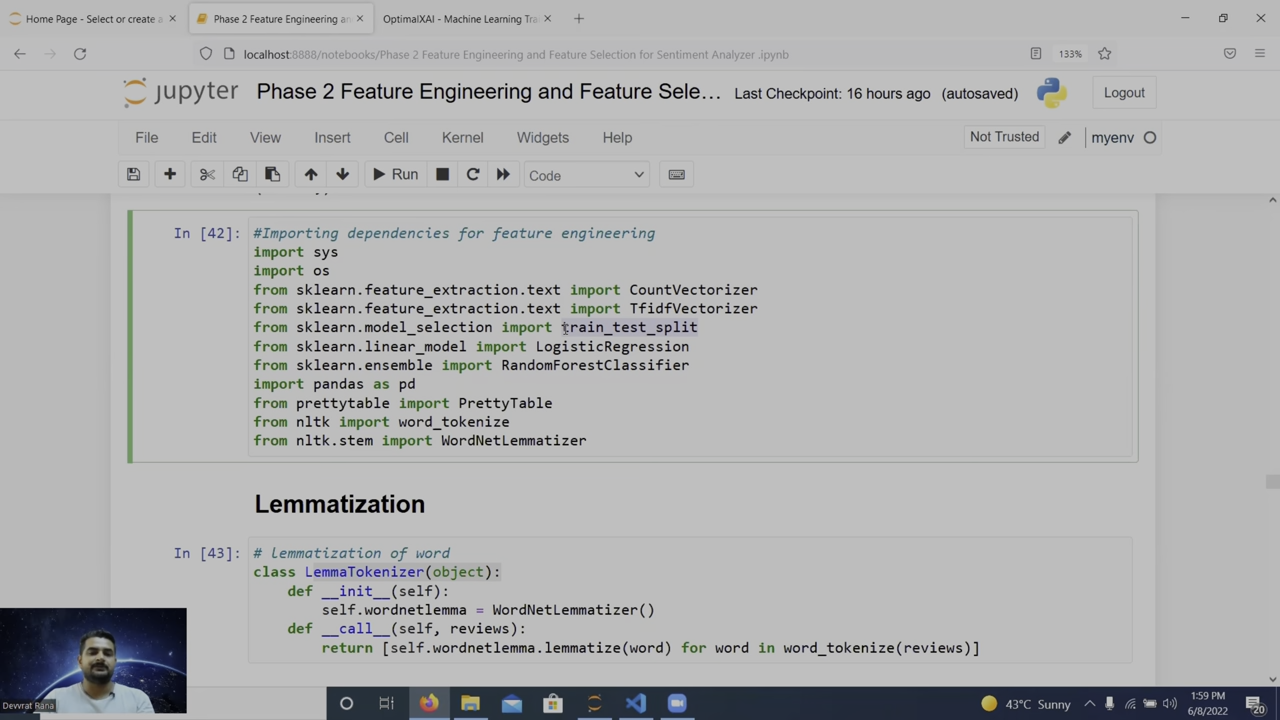 Home Page - Select or create a
Phase 2 Feature Engineering an
OptimalXAI - Machine Learning Tra
localhost:8888/notebooks/Phase 2 Feature Engineering and Feature Selection for Sentiment Analyzer .ipynb
133%
jupyter
Phase 2 Feature Engineering and Feature Sele…
Last Checkpoint: 16 hours ago (autosaved)
Logout
File Edit View Insert Cell Kernel Widgets Help
Not Trusted
myenv
Run
Code
In [42]:
#Importing dependencies for feature engineering
import sys
import os
from sklearn.feature_extraction.text import CountVectorizer
from sklearn.feature_extraction.text import TfidfVectorizer
from sklearn.model_selection import train_test_split
from sklearn.linear_model import LogisticRegression
from sklearn.ensemble import RandomForestClassifier
import pandas as pd
from prettytable import PrettyTable
from nltk import word_tokenize
from nltk.stem import WordNetLemmatizer
Lemmatization
In [43]:
# lemmatization of word
class LemmaTokenizer(object):
def __init__(self):
self.wordnetlemma = WordNetLemmatizer()
def __call__(self, reviews):
return [self.wordnetlemma.lemmatize(word) for word in word_tokenize(reviews)]
Devvrat Rana
43°C Sunny
1:59 PM
6/8/2022
20